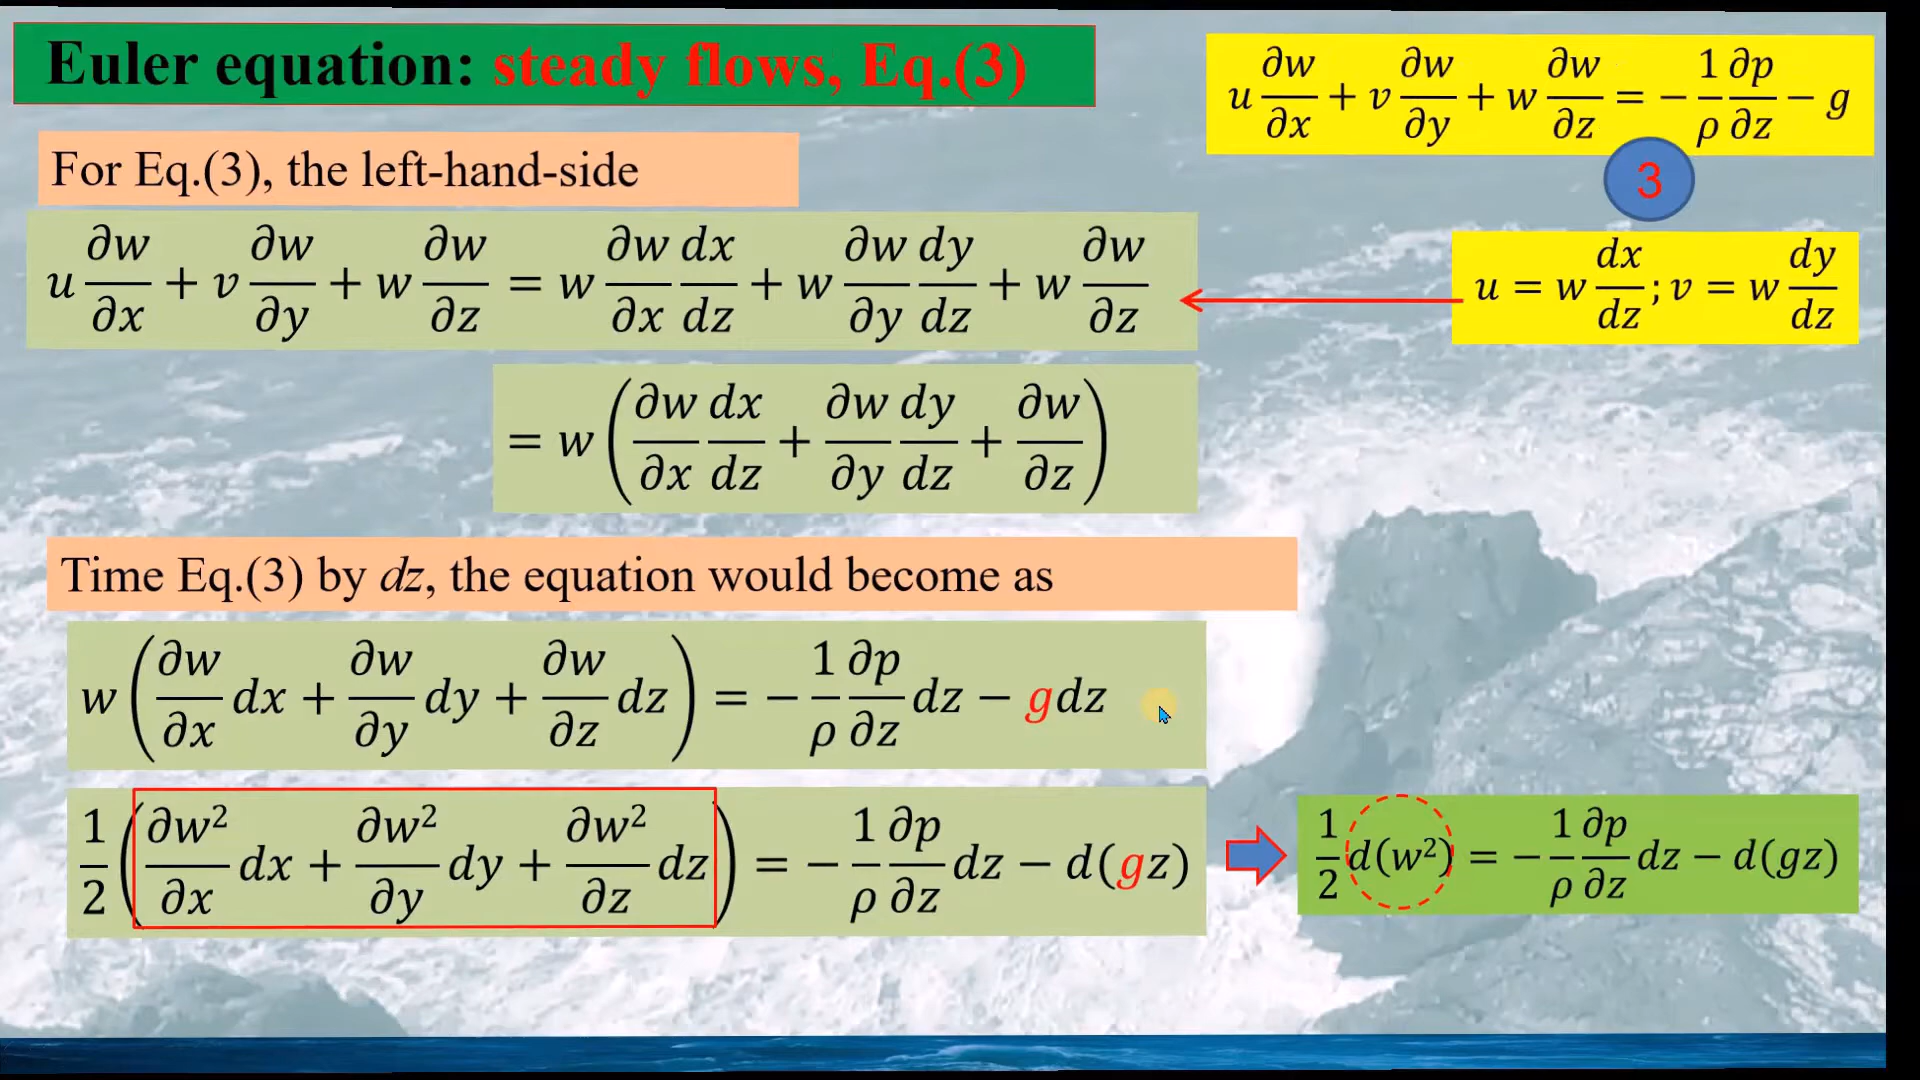 Euler equation: steady flows, Eq.(3)
u ∂w/∂x + v ∂w/∂y + w ∂w/∂z = − 1/ρ ∂p/∂z − g
3
For Eq.(3), the left-hand-side
u ∂w/∂x + v ∂w/∂y + w ∂w/∂z = w ∂w/∂x dx/dz + w ∂w/∂y dy/dz + w ∂w/∂z
u = w dx/dz ; v = w dy/dz
= w ( ∂w/∂x dx/dz + ∂w/∂y dy/dz + ∂w/∂z )
Time Eq.(3) by dz, the equation would become as
w ( ∂w/∂x dx + ∂w/∂y dy + ∂w/∂z dz ) = − 1/ρ ∂p/∂z dz − gdz
1/2 ( ∂w²/∂x dx + ∂w²/∂y dy + ∂w²/∂z dz ) = − 1/ρ ∂p/∂z dz − d(gz)
1/2 d(w²) = − 1/ρ ∂p/∂z dz − d(gz)